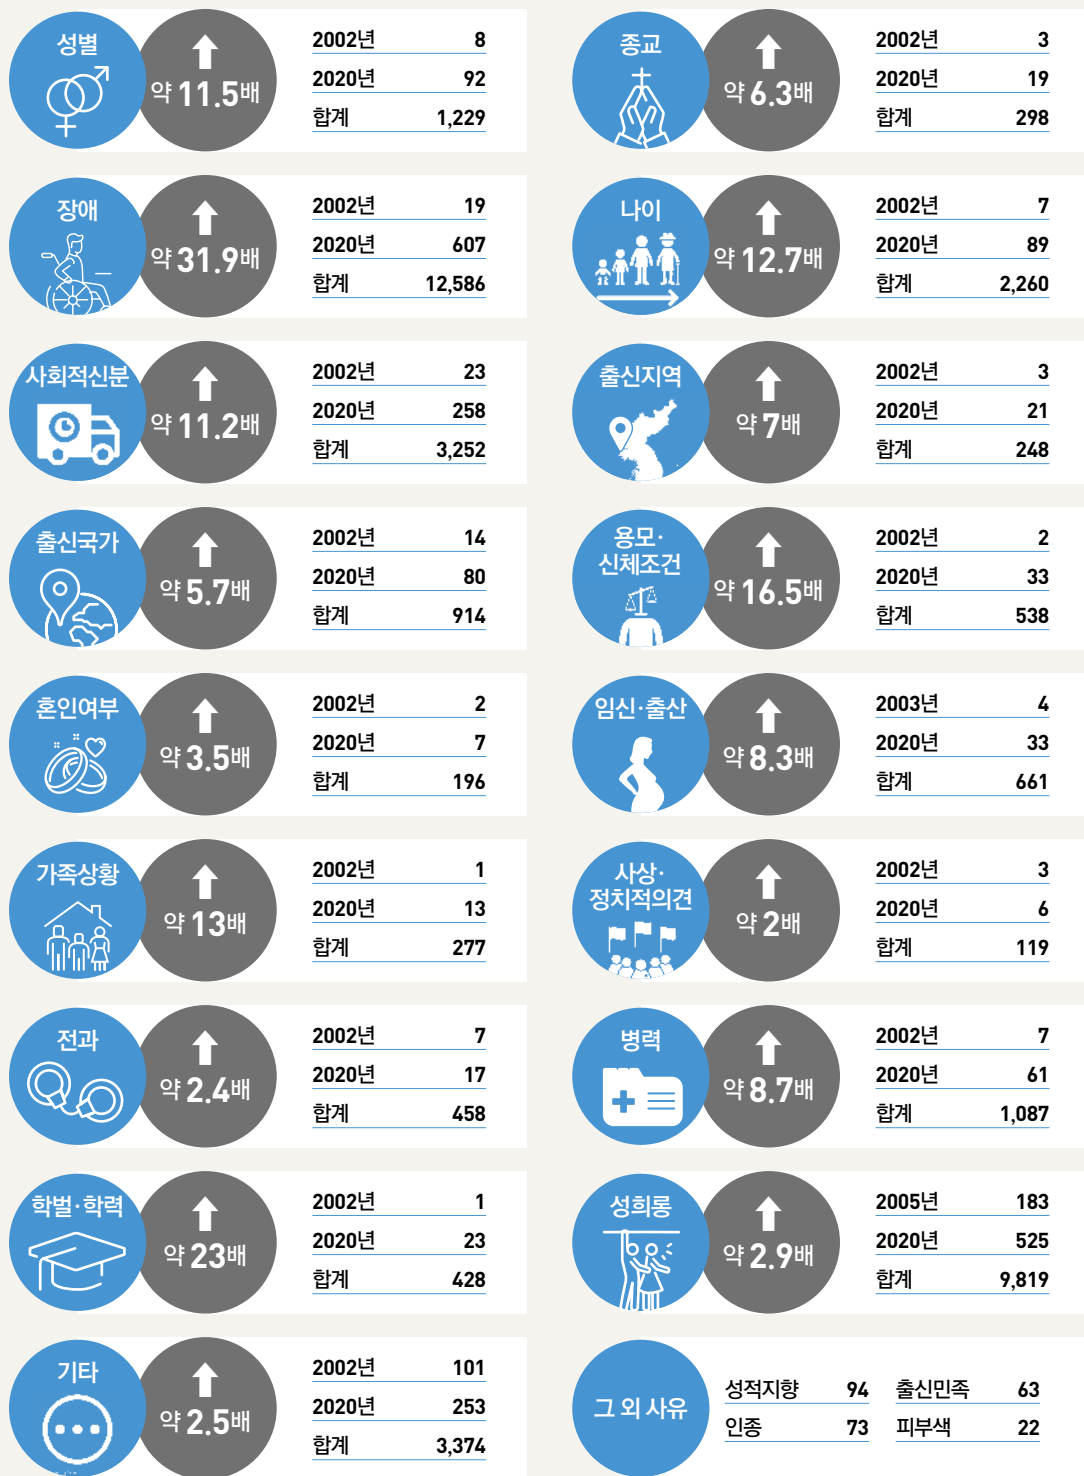 성별
약 11.5배
2002년 8
2020년 92
합계 1,229
종교
약 6.3배
2002년 3
2020년 19
합계 298
장애
약 31.9배
2002년 19
2020년 607
합계 12,586
나이
약 12.7배
2002년 7
2020년 89
합계 2,260
사회적신분
약 11.2배
2002년 23
2020년 258
합계 3,252
출신지역
약 7배
2002년 3
2020년 21
합계 248
출신국가
약 5.7배
2002년 14
2020년 80
합계 914
용모·
신체조건
약 16.5배
2002년 2
2020년 33
합계 538
혼인여부
약 3.5배
2002년 2
2020년 7
합계 196
임신·출산
약 8.3배
2003년 4
2020년 33
합계 661
가족상황
약 13배
2002년 1
2020년 13
합계 277
사상·
정치적의견
약 2배
2002년 3
2020년 6
합계 119
전과
약 2.4배
2002년 7
2020년 17
합계 458
병력
약 8.7배
2002년 7
2020년 61
합계 1,087
학벌·학력
약 23배
2002년 1
2020년 23
합계 428
성희롱
약 2.9배
2005년 183
2020년 525
합계 9,819
기타
약 2.5배
2002년 101
2020년 253
합계 3,374
그 외 사유
성적지향 94 출신민족 63
인종 73 피부색 22